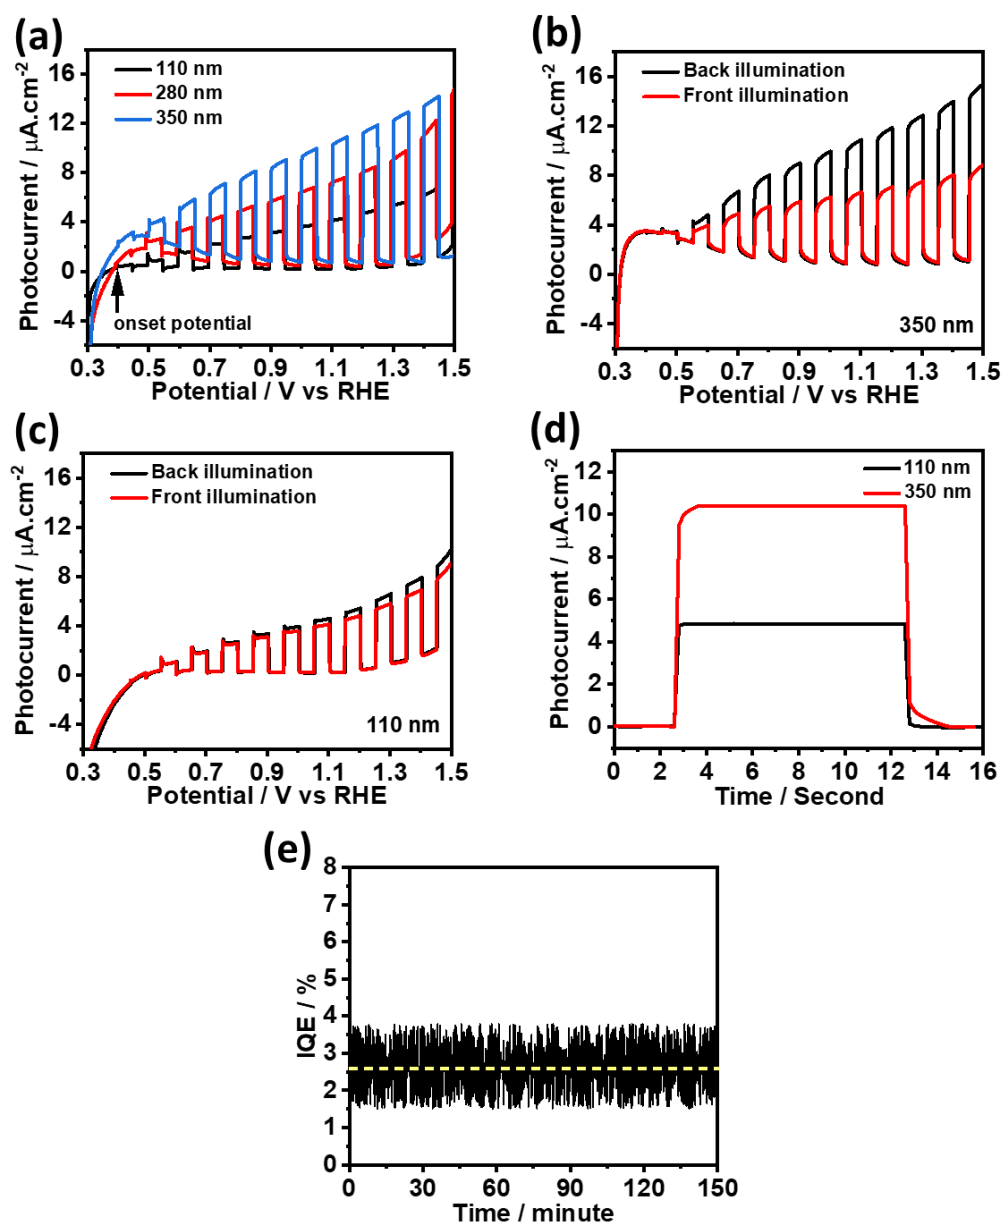 (a)
110 nm
280 nm
350 nm
16
12
8
4
0
-4
Photocurrent / μA.cm⁻²
onset potential
0.3 0.5 0.7 0.9 1.1 1.3 1.5
Potential / V vs RHE
(b)
Back illumination
Front illumination
16
12
8
4
0
-4
Photocurrent / μA.cm⁻²
350 nm
0.3 0.5 0.7 0.9 1.1 1.3 1.5
Potential / V vs RHE
(c)
Back illumination
Front illumination
16
12
8
4
0
-4
Photocurrent / μA.cm⁻²
110 nm
0.3 0.5 0.7 0.9 1.1 1.3 1.5
Potential / V vs RHE
(d)
110 nm
350 nm
12
10
8
6
4
2
0
Photocurrent / μA.cm⁻²
0 2 4 6 8 10 12 14 16
Time / Second
(e)
8
7
6
5
4
3
2
1
0
IQE / %
0 30 60 90 120 150
Time / minute